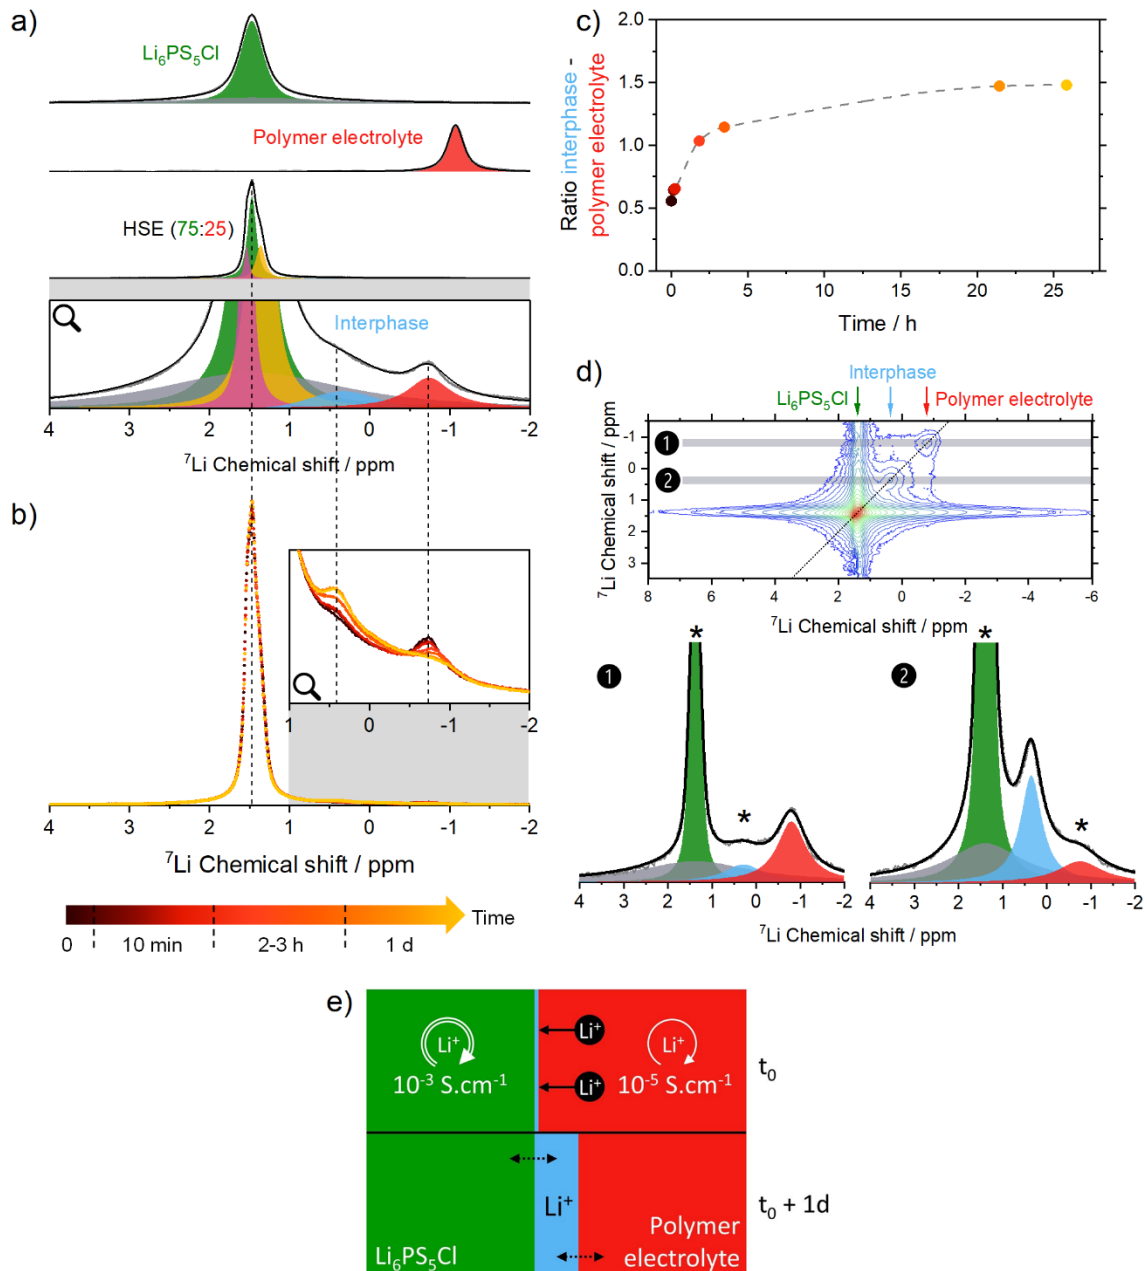 a)
Li₆PS₅Cl
Polymer electrolyte
HSE (75:25)
Interphase
4 3 2 1 0 -1 -2
⁷Li Chemical shift / ppm
b)
1 0 -1 -2
4 3 2 1 0 -1 -2
⁷Li Chemical shift / ppm
Time
0 10 min 2-3 h 1 d
c)
Ratio interphase -
polymer electrolyte
2.0
1.5
1.0
0.5
0.0
0 5 10 15 20 25
Time / h
d)
Interphase
Li₆PS₅Cl Polymer electrolyte
⁷Li Chemical shift / ppm
-1
0
1
2
3
1
2
8 6 4 2 0 -2 -4 -6
⁷Li Chemical shift / ppm
1
* *
2
* *
4 3 2 1 0 -1 -2
4 3 2 1 0 -1 -2
⁷Li Chemical shift / ppm
e)
Li⁺ Li⁺ Li⁺
10⁻³ S.cm⁻¹ Li⁺ 10⁻⁵ S.cm⁻¹
t₀
Li⁺
t₀ + 1d
Li₆PS₅Cl
Polymer
electrolyte